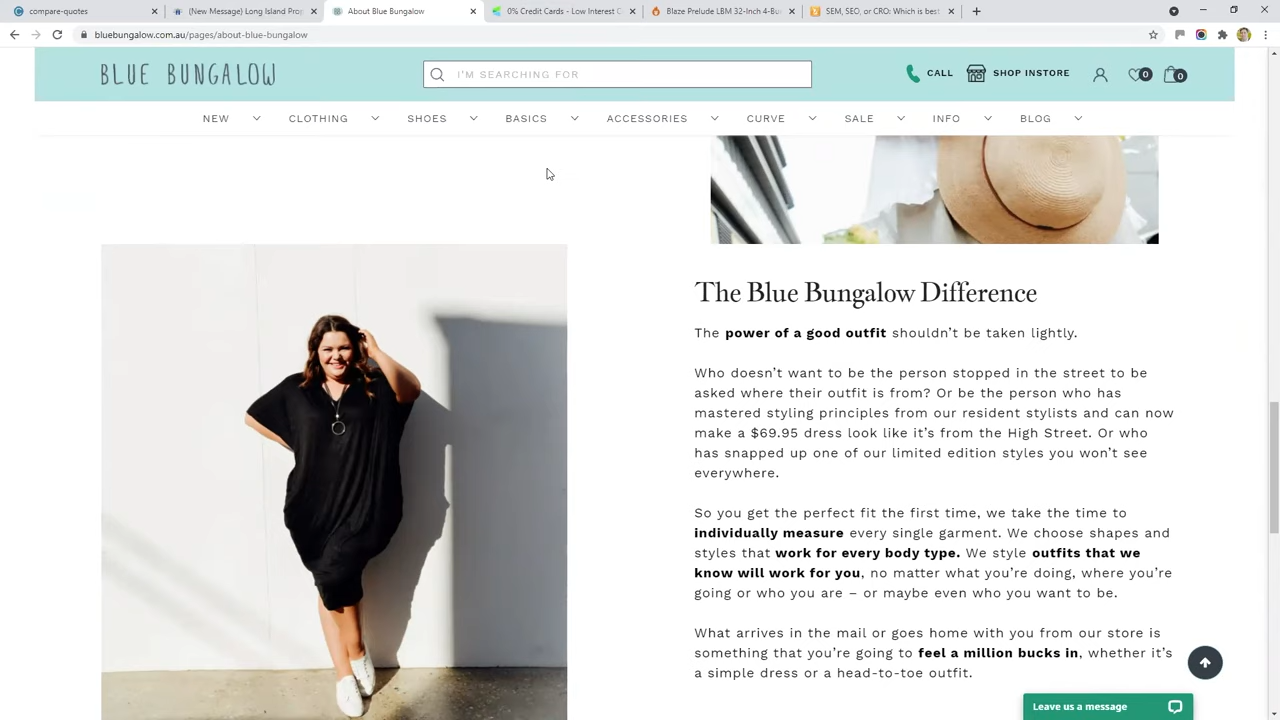 compare-quotes
(New Message) Long Island Prop
About Blue Bungalow
0% Credit Cards - Low Interest C
Blaze Prelude LBM 32-Inch 4-Bu
SEM, SEO, or CRO: Which is best
bluebungalow.com.au/pages/about-blue-bungalow
BLUE BUNGALOW
I'M SEARCHING FOR
CALL
SHOP INSTORE
0
0
NEW
CLOTHING
SHOES
BASICS
ACCESSORIES
CURVE
SALE
INFO
BLOG
The Blue Bungalow Difference
The power of a good outfit shouldn't be taken lightly.
Who doesn't want to be the person stopped in the street to be
asked where their outfit is from? Or be the person who has
mastered styling principles from our resident stylists and can now
make a $69.95 dress look like it's from the High Street. Or who
has snapped up one of our limited edition styles you won't see
everywhere.
So you get the perfect fit the first time, we take the time to
individually measure every single garment. We choose shapes and
styles that work for every body type. We style outfits that we
know will work for you, no matter what you're doing, where you're
going or who you are – or maybe even who you want to be.
What arrives in the mail or goes home with you from our store is
something that you're going to feel a million bucks in, whether it's
a simple dress or a head-to-toe outfit.
Leave us a message